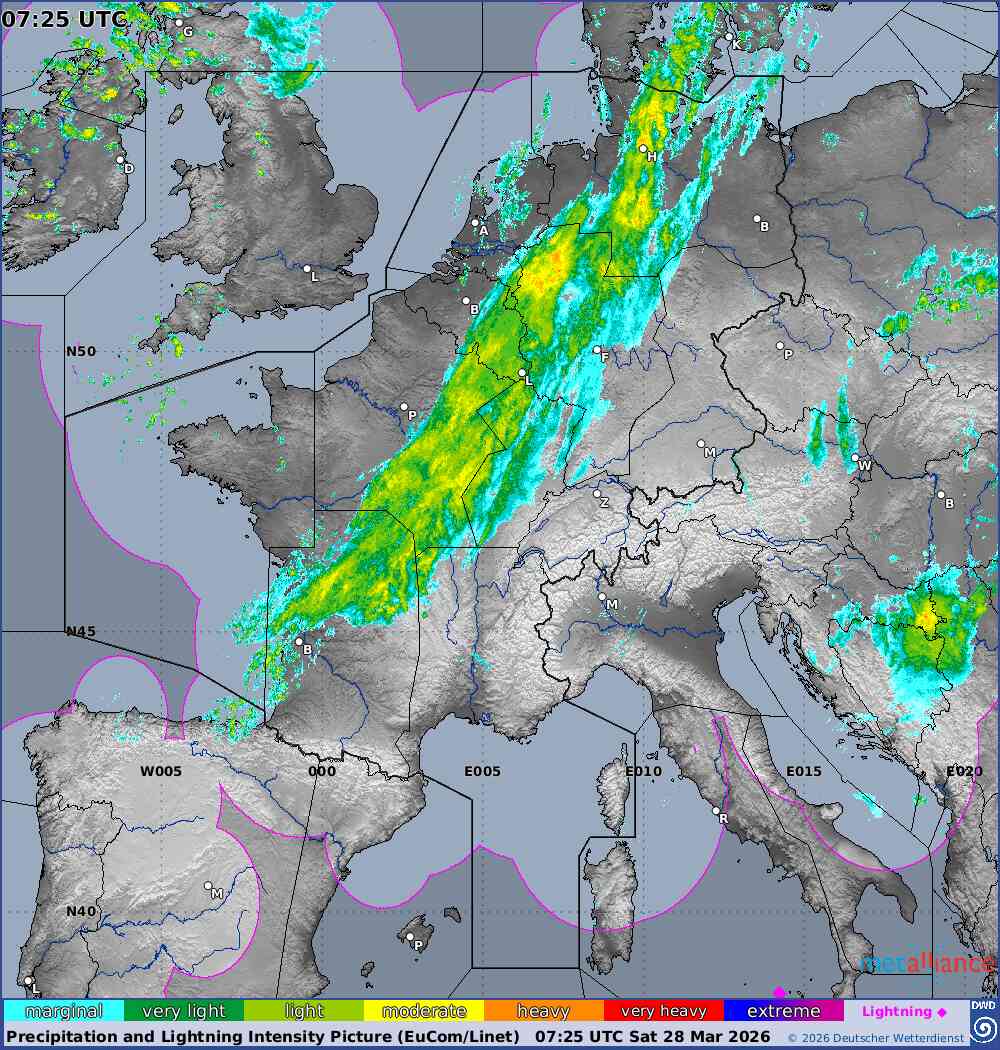 07:25 UTC
G
K
D
H
A
B
L
B
N50
F
P
L
P
M
W
Z
B
M
N45
B
W005
000
E005
E010
E015
E020
R
M
N40
P
L
metalliance
marginal
very light
light
moderate
heavy
very heavy
extreme
Lightning ◆
DWD
Precipitation and Lightning Intensity Picture (EuCom/Linet) 07:25 UTC Sat 28 Mar 2026 © 2026 Deutscher Wetterdienst